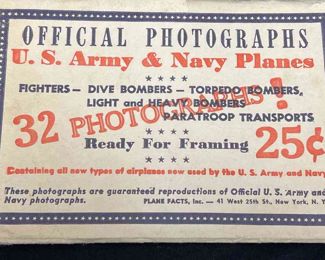 OFFICIAL PHOTOGRAPHS
U. S. Army & Navy Planes
FIGHTERS — DIVE BOMBERS — TORPEDO BOMBERS,
LIGHT and HEAVY BOMBERS
PARATROOP TRANSPORTS
32 PHOTOGRAPHS!
Ready For Framing 25¢
Containing all new types of airplanes now used by the U. S. Army and Navy
These photographs are guaranteed reproductions of Official U. S. Army and
Navy photographs. PLANE FACTS, Inc. — 41 West 25th St., New York, N. Y.